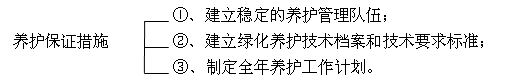 ①、建立稳定的养护管理队伍；
养护保证措施 ②、建立绿化养护技术档案和技术要求标准；
③、制定全年养护工作计划。